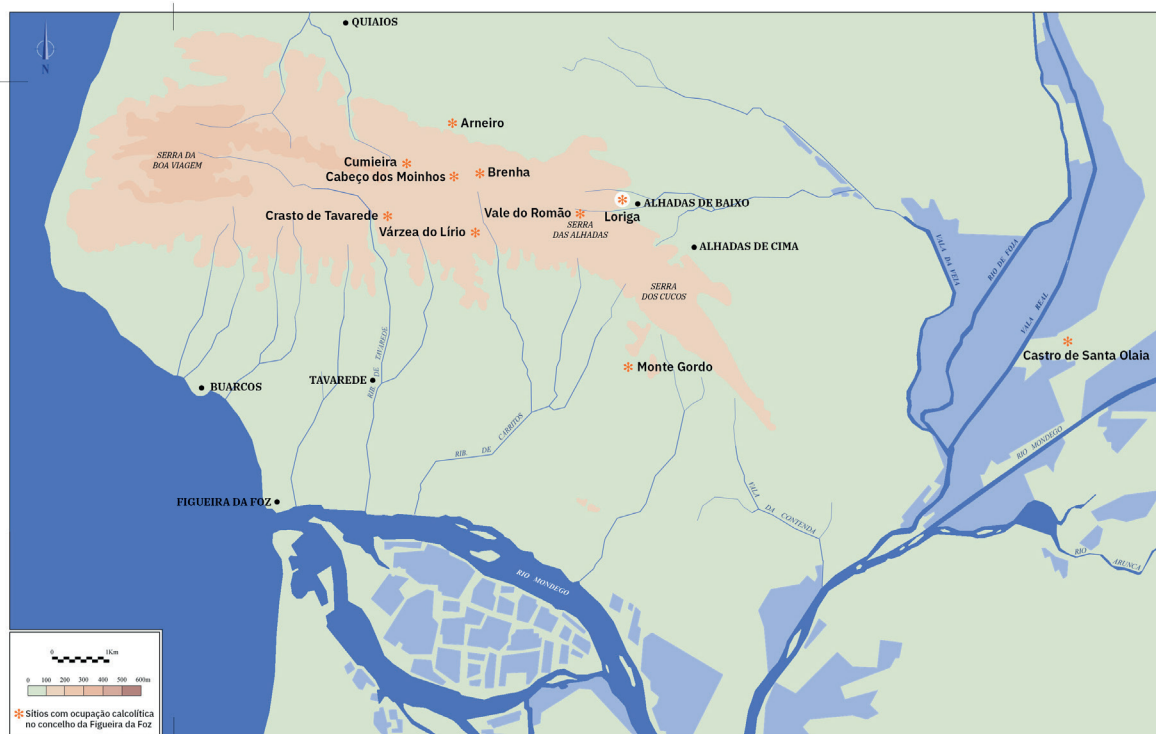 QUIAIOS
N
Arneiro
SERRA DA
BOA VIAGEM
Cumieira
Cabeço dos Moinhos
Brenha
Crasto de Tavarede
Várzea do Lírio
Vale do Romão
SERRA
DAS ALHADAS
Loriga
ALHADAS DE BAIXO
ALHADAS DE CIMA
SERRA
DOS CUCOS
VALA DA VEIA
RIO DE FOJA
VALA REAL
Castro de Santa Olaia
Monte Gordo
BUARCOS
TAVAREDE
RIB. DE TAVAREDE
RIB. DE CARRITOS
RIO MONDEGO
FIGUEIRA DA FOZ
VALA DA CONTENDA
RIO ARUNCA
RIO MONDEGO
0 1Km
0 100 200 300 400 500 600m
Sítios com ocupação calcolítica
no concelho da Figueira da Foz